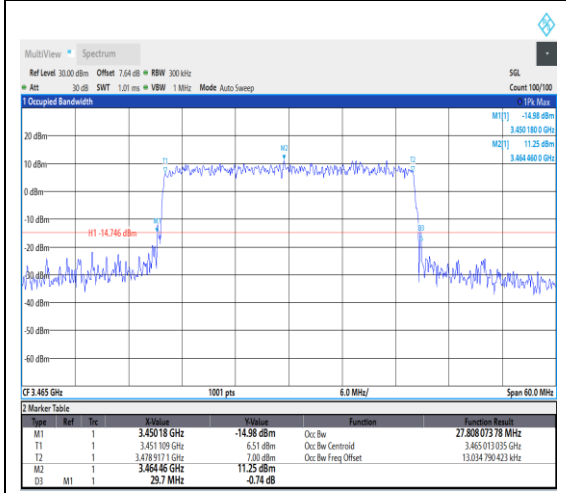 MultiView Spectrum
Ref Level 30.00 dBm Offset 7.64 dB RBW 300 kHz SGL
Att 30 dB SWT 1.01 ms VBW 1 MHz Mode Auto Sweep Count 100/100
1 Occupied Bandwidth 1Pk Max
M1[1] -14.98 dBm
3.450 180 0 GHz
M2[1] 11.25 dBm
3.464 460 0 GHz
20 dBm
M2
T1 T2
10 dBm
0 dBm
-10 dBm
M1 D3
H1 -14.746 dBm
-20 dBm
-30 dBm
-40 dBm
-50 dBm
-60 dBm
CF 3.465 GHz 1001 pts 6.0 MHz/ Span 60.0 MHz
2 Marker Table
Type Ref Trc X-Value Y-Value Function Function Result
M1 1 3.45018 GHz -14.98 dBm Occ Bw 27.808 073 78 MHz
T1 1 3.451 109 GHz 6.51 dBm Occ Bw Centroid 3.465 013 035 GHz
T2 1 3.478 917 1 GHz 7.00 dBm Occ Bw Freq Offset 13.034 790 423 kHz
M2 1 3.464 46 GHz 11.25 dBm
D3 M1 1 29.7 MHz -0.74 dB